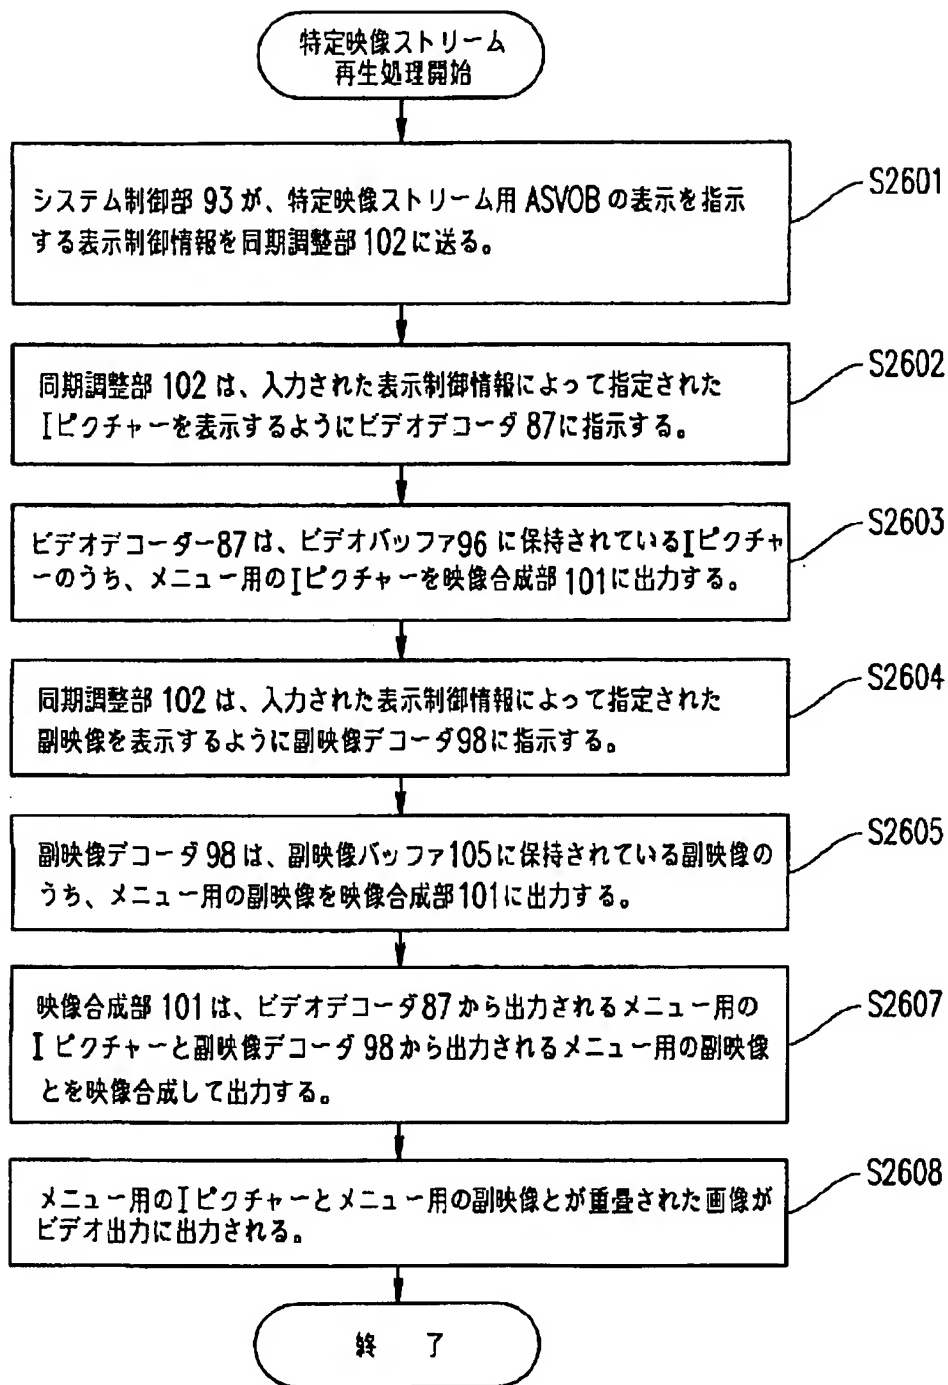 特定映像ストリーム
再生処理開始
システム制御部 93 が、特定映像ストリーム用 ASVOB の表示を指示
する表示制御情報を同期調整部 102 に送る。
S2601
同期調整部 102 は、入力された表示制御情報によって指定された
Iピクチャーを表示するようにビデオデコーダ 87 に指示する。
S2602
ビデオデコーダー87 は、ビデオバッファ96 に保持されているIピクチャ
ーのうち、メニュー用のIピクチャーを映像合成部 101 に出力する。
S2603
同期調整部 102 は、入力された表示制御情報によって指定された
副映像を表示するように副映像デコーダ98に指示する。
S2604
副映像デコーダ 98 は、副映像バッファ105 に保持されている副映像の
うち、メニュー用の副映像を映像合成部 101 に出力する。
S2605
映像合成部 101 は、ビデオデコーダ 87 から出力されるメニュー用の
I ピクチャーと副映像デコーダ 98 から出力されるメニュー用の副映像
とを映像合成して出力する。
S2607
メニュー用の I ピクチャーとメニュー用の副映像とが重畳された画像が
ビデオ出力に出力される。
S2608
終 了